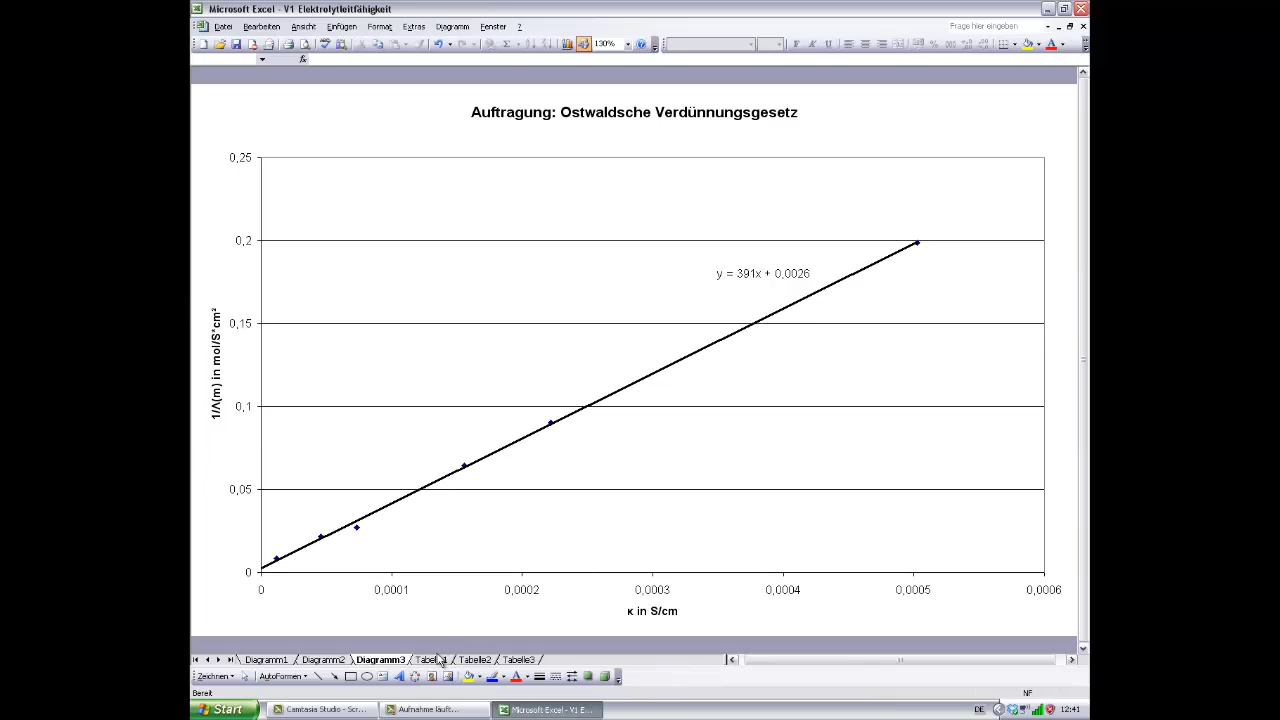 Microsoft Excel - V1 Elektrolytleitfähigkeit
Datei Bearbeiten Ansicht Einfügen Format Extras Diagramm Fenster ?
Frage hier eingeben
130%
F K U
fx
Auftragung: Ostwaldsche Verdünnungsgesetz
0,25
0,2
y = 391x + 0,0026
0,15
1/Λ(m) in mol/S*cm²
0,1
0,05
0
0 0,0001 0,0002 0,0003 0,0004 0,0005 0,0006
κ in S/cm
Diagramm1 Diagramm2 Diagramm3 Tabelle1 Tabelle2 Tabelle3
Zeichnen AutoFormen
Bereit
NF
Start Camtasia Studio - Scr... Aufnahme läuft... Microsoft Excel - V1 E...
DE 12:41